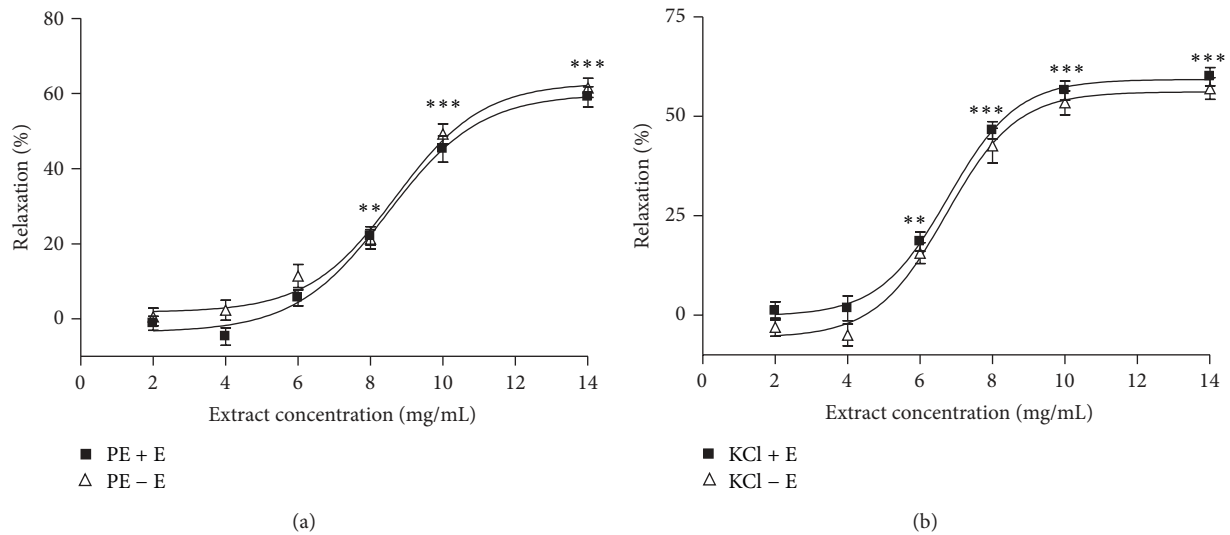 80
60
40
20
0
Relaxation (%)
***
***
**
0 2 4 6 8 10 12 14
Extract concentration (mg/mL)
PE + E
PE − E
(a)
75
50
25
0
Relaxation (%)
***
***
***
**
0 2 4 6 8 10 12 14
Extract concentration (mg/mL)
KCl + E
KCl − E
(b)